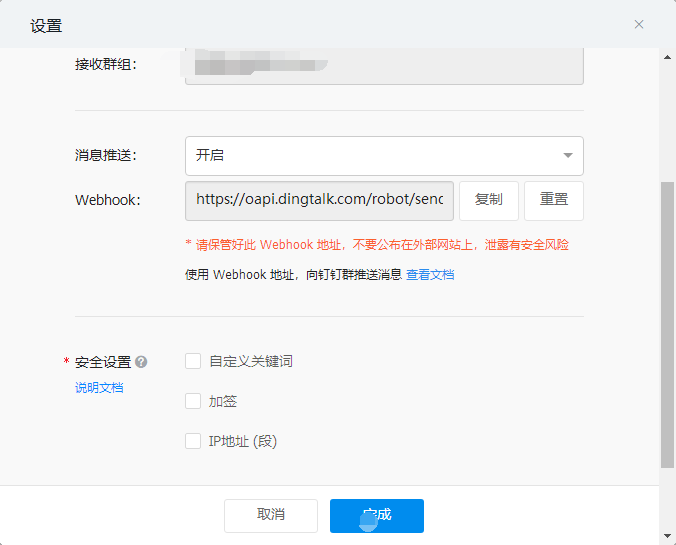 设置
接收群组：
消息推送： 开启
Webhook： https://oapi.dingtalk.com/robot/send 复制 重置
* 请保管好此 Webhook 地址，不要公布在外部网站上，泄露有安全风险
使用 Webhook 地址，向钉钉群推送消息 查看文档
* 安全设置 ? 自定义关键词
说明文档
加签
IP地址 (段)
取消 完成